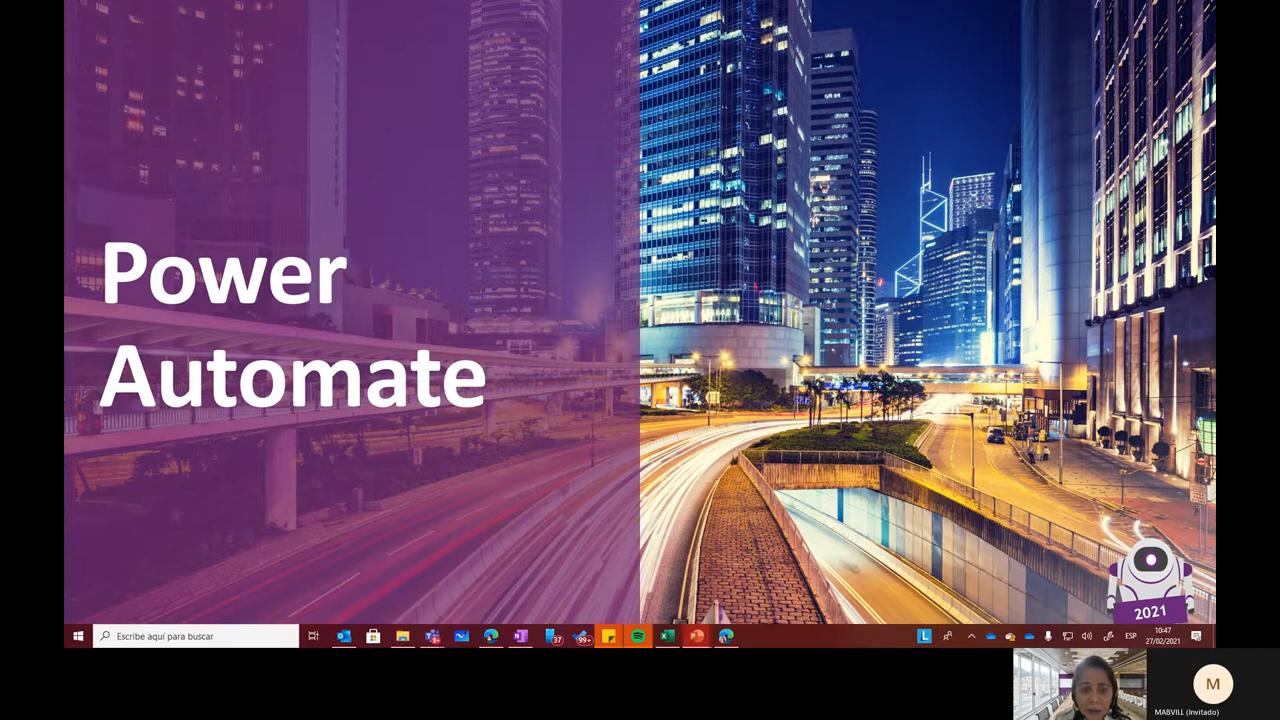 Power
Automate
2021
Escribe aquí para buscar
37
99+
L
ESP
10:47
27/02/2021
M
MABVILL (Invitado)